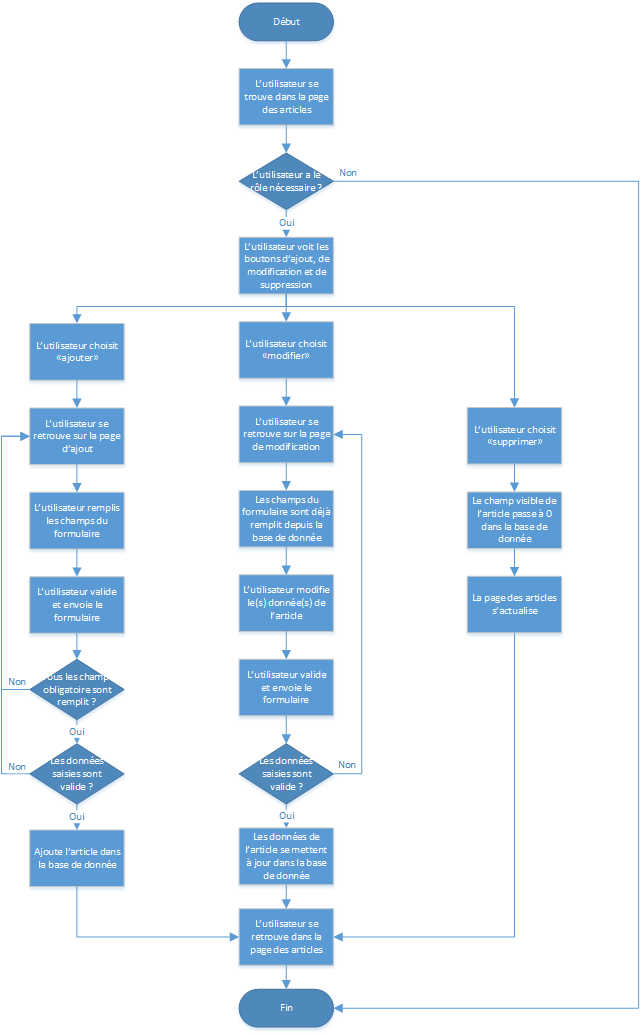 Début
L'utilisateur se
trouve dans la page
des articles
L'utilisateur a le
rôle nécessaire ?
Non
Oui
L'utilisateur voit les
boutons d'ajout, de
modification et de
suppression
L'utilisateur choisit
«ajouter»
L'utilisateur choisit
«modifier»
L'utilisateur se
retrouve sur la page
d'ajout
L'utilisateur se
retrouve sur la page
de modification
L'utilisateur choisit
«supprimer»
L'utilisateur remplis
les champs du
formulaire
Les champs du
formulaire sont déjà
remplit depuis la
base de donnée
Le champ visible de
l'article passe à 0
dans la base de
donnée
L'utilisateur valide
et envoie le
formulaire
L'utilisateur modifie
le(s) donnée(s) de
l'article
La page des articles
s'actualise
Tous les champs
obligatoire sont
remplit ?
Non
Oui
L'utilisateur valide
et envoie le
formulaire
Les données
saisies sont
valide ?
Non
Oui
Les données
saisies sont
valide ?
Non
Oui
Ajoute l'article dans
la base de donnée
Les données de
l'article se mettent
à jour dans la base
de donnée
L'utilisateur se
retrouve dans la
page des articles
Fin